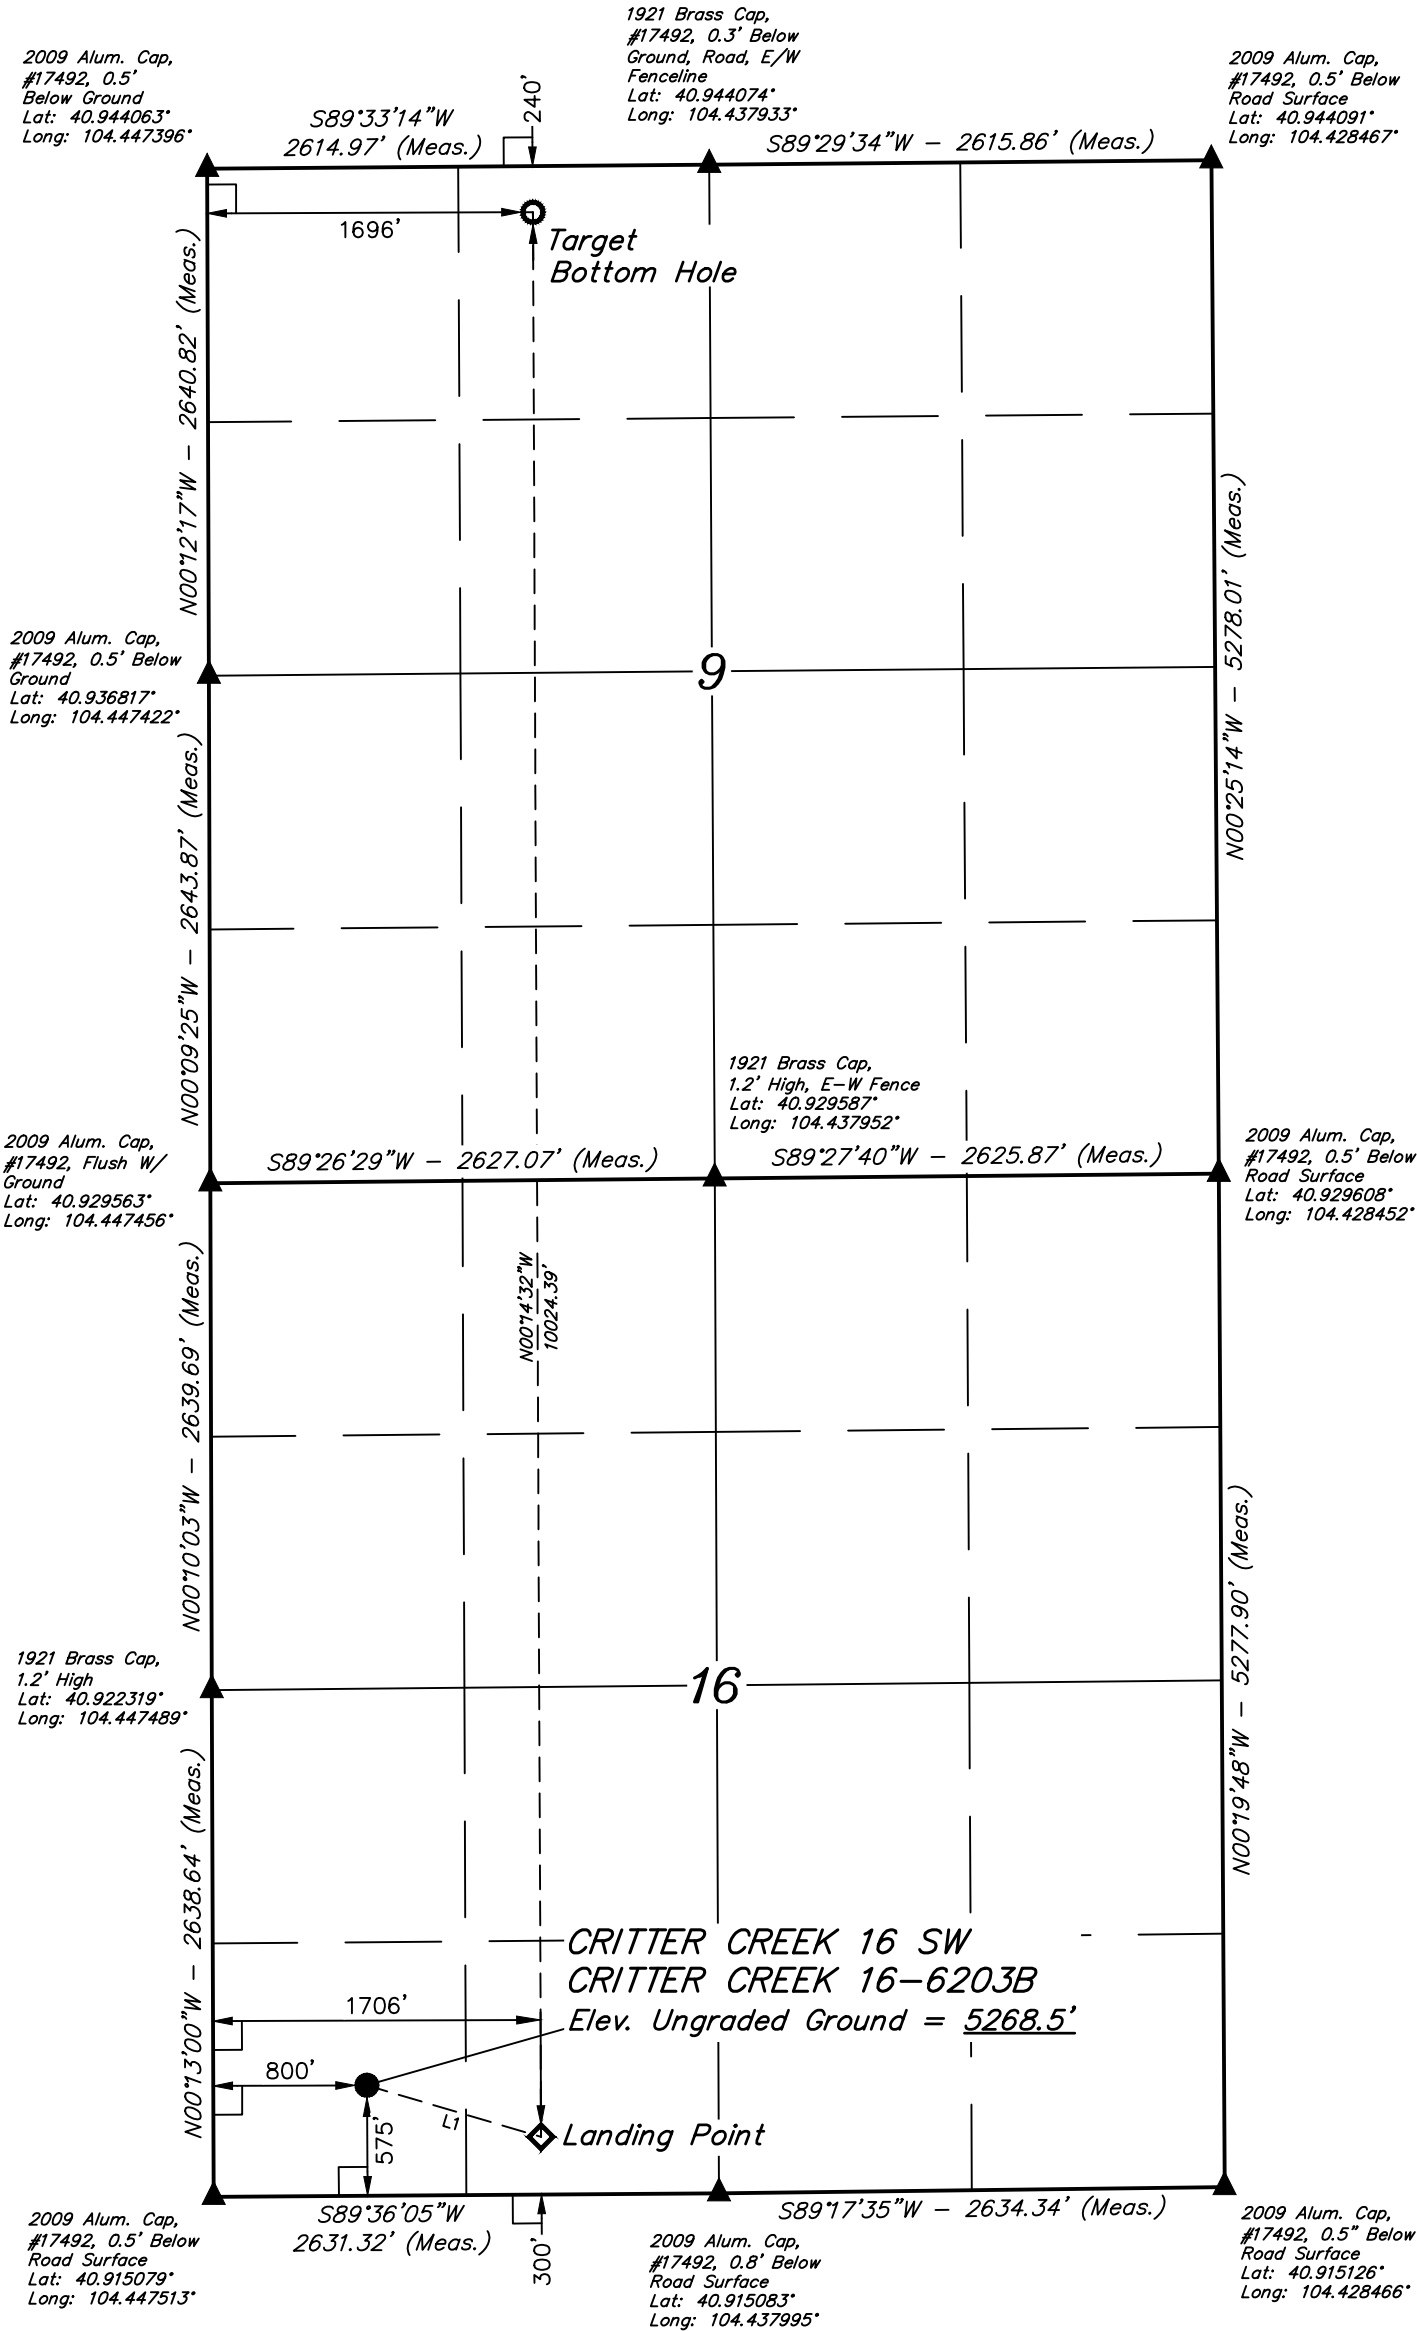 1921 Brass Cap,
#17492, 0.3' Below
Ground, Road, E/W
Fenceline
Lat: 40.944074°
Long: 104.437933°
2009 Alum. Cap,
#17492, 0.5'
Below Ground
Lat: 40.944063°
Long: 104.447396°
2009 Alum. Cap,
#17492, 0.5' Below
Road Surface
Lat: 40.944091°
Long: 104.428467°
S89°33'14"W
2614.97' (Meas.)
240'
S89°29'34"W - 2615.86' (Meas.)
1696'
Target
Bottom Hole
N00°12'17"W - 2640.82' (Meas.)
N00°25'14"W - 5278.01' (Meas.)
2009 Alum. Cap,
#17492, 0.5' Below
Ground
Lat: 40.936817°
Long: 104.447422°
9
N00°09'25"W - 2643.87' (Meas.)
1921 Brass Cap,
1.2' High, E-W Fence
Lat: 40.929587°
Long: 104.437952°
2009 Alum. Cap,
#17492, Flush W/
Ground
Lat: 40.929563°
Long: 104.447456°
S89°26'29"W - 2627.07' (Meas.)
S89°27'40"W - 2625.87' (Meas.)
2009 Alum. Cap,
#17492, 0.5' Below
Road Surface
Lat: 40.929608°
Long: 104.428452°
N00°14'32"W
10024.39'
N00°10'03"W - 2639.69' (Meas.)
N00°19'48"W - 5277.90' (Meas.)
1921 Brass Cap,
1.2' High
Lat: 40.922319°
Long: 104.447489°
16
N00°13'00"W - 2638.64' (Meas.)
CRITTER CREEK 16 SW
CRITTER CREEK 16-6203B
Elev. Ungraded Ground = 5268.5'
1706'
800'
L1
575'
Landing Point
S89°36'05"W
2631.32' (Meas.)
300'
S89°17'35"W - 2634.34' (Meas.)
2009 Alum. Cap,
#17492, 0.5' Below
Road Surface
Lat: 40.915079°
Long: 104.447513°
2009 Alum. Cap,
#17492, 0.8' Below
Road Surface
Lat: 40.915083°
Long: 104.437995°
2009 Alum. Cap,
#17492, 0.5" Below
Road Surface
Lat: 40.915126°
Long: 104.428466°